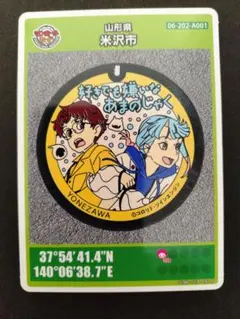 06-202-A001
山形県
米沢市
好きでも嫌いな
あまのじゃく
YONEZAWA
©コロリド・ツインエンジン
37°54'41.4"N
140°06'38.7"E